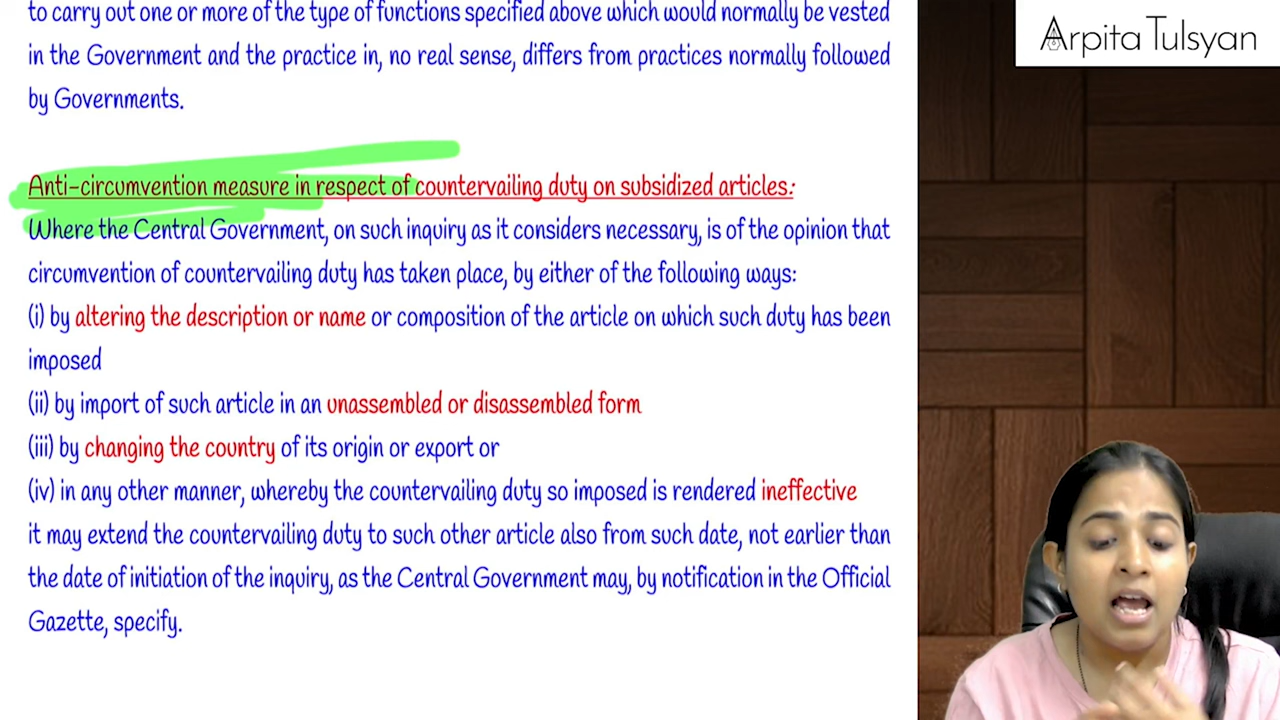 to carry out one or more of the type of functions specified above which would normally be vested
in the Government and the practice in, no real sense, differs from practices normally followed
by Governments.
Arpita Tulsyan
Anti-circumvention measure in respect of countervailing duty on subsidized articles:
Where the Central Government, on such inquiry as it considers necessary, is of the opinion that
circumvention of countervailing duty has taken place, by either of the following ways:
(i) by altering the description or name or composition of the article on which such duty has been
imposed
(ii) by import of such article in an unassembled or disassembled form
(iii) by changing the country of its origin or export or
(iv) in any other manner, whereby the countervailing duty so imposed is rendered ineffective
it may extend the countervailing duty to such other article also from such date, not earlier than
the date of initiation of the inquiry, as the Central Government may, by notification in the Official
Gazette, specify.